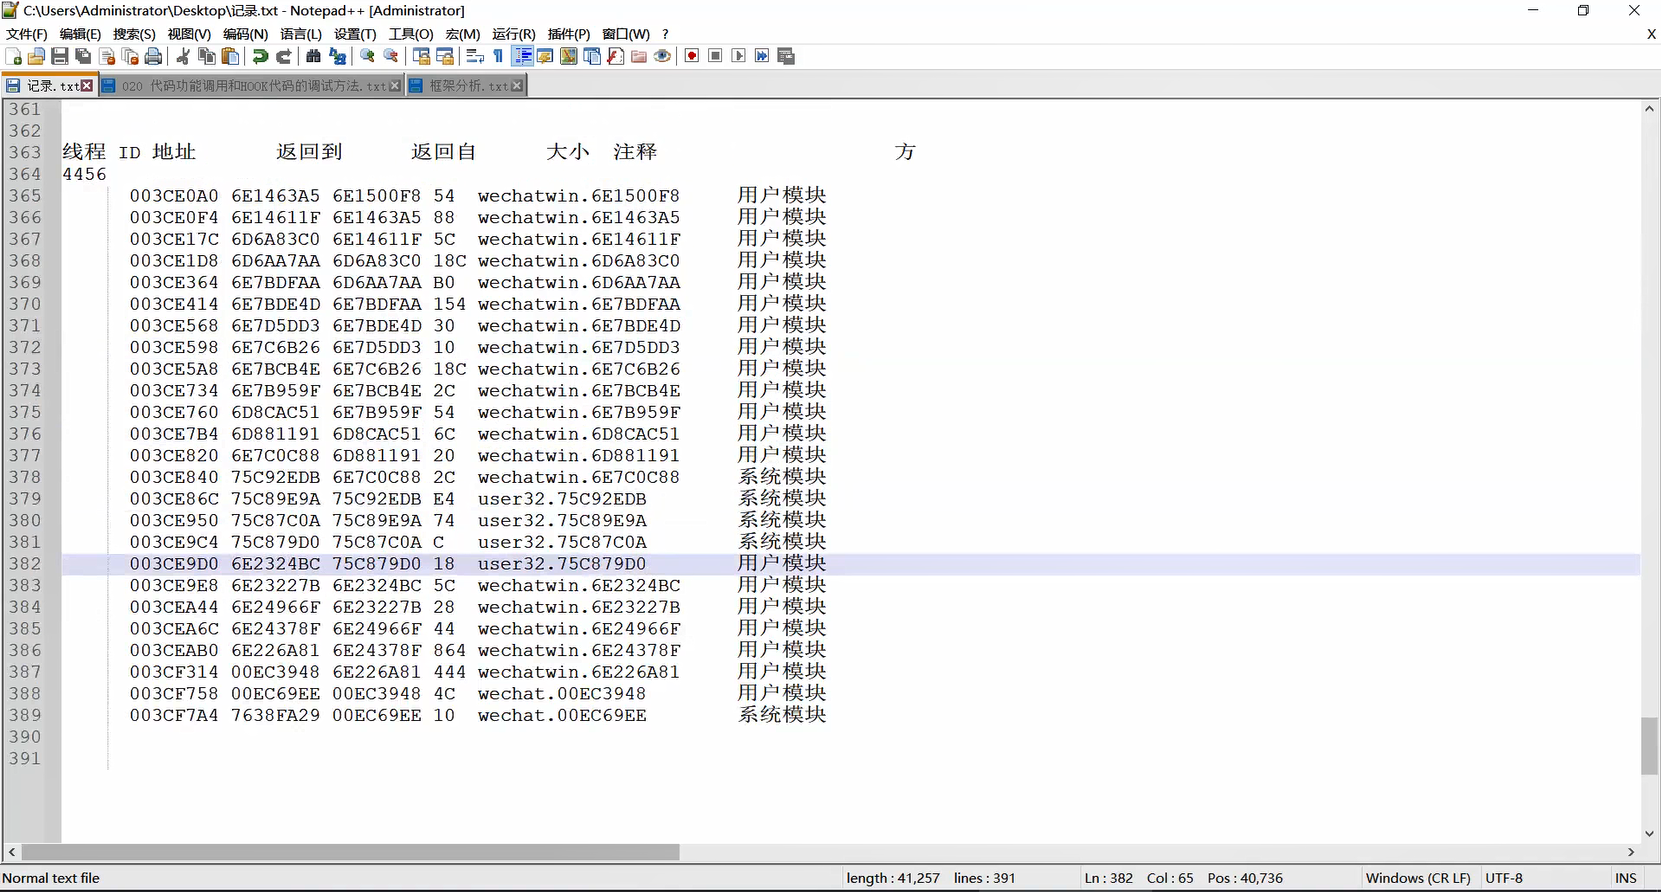 C:\Users\Administrator\Desktop\记录.txt - Notepad++ [Administrator]
文件(F) 编辑(E) 搜索(S) 视图(V) 编码(N) 语言(L) 设置(T) 工具(O) 宏(M) 运行(R) 插件(P) 窗口(W) ? X
记录.txt 020 代码功能调用和HOOK代码的调试方法.txt 框架分析.txt
361
362
363 线程 ID 地址 返回到 返回自 大小 注释 方
364 4456
365 003CE0A0 6E1463A5 6E1500F8 54 wechatwin.6E1500F8 用户模块
366 003CE0F4 6E14611F 6E1463A5 88 wechatwin.6E1463A5 用户模块
367 003CE17C 6D6A83C0 6E14611F 5C wechatwin.6E14611F 用户模块
368 003CE1D8 6D6AA7AA 6D6A83C0 18C wechatwin.6D6A83C0 用户模块
369 003CE364 6E7BDFAA 6D6AA7AA B0 wechatwin.6D6AA7AA 用户模块
370 003CE414 6E7BDE4D 6E7BDFAA 154 wechatwin.6E7BDFAA 用户模块
371 003CE568 6E7D5DD3 6E7BDE4D 30 wechatwin.6E7BDE4D 用户模块
372 003CE598 6E7C6B26 6E7D5DD3 10 wechatwin.6E7D5DD3 用户模块
373 003CE5A8 6E7BCB4E 6E7C6B26 18C wechatwin.6E7C6B26 用户模块
374 003CE734 6E7B959F 6E7BCB4E 2C wechatwin.6E7BCB4E 用户模块
375 003CE760 6D8CAC51 6E7B959F 54 wechatwin.6E7B959F 用户模块
376 003CE7B4 6D881191 6D8CAC51 6C wechatwin.6D8CAC51 用户模块
377 003CE820 6E7C0C88 6D881191 20 wechatwin.6D881191 用户模块
378 003CE840 75C92EDB 6E7C0C88 2C wechatwin.6E7C0C88 系统模块
379 003CE86C 75C89E9A 75C92EDB E4 user32.75C92EDB 系统模块
380 003CE950 75C87C0A 75C89E9A 74 user32.75C89E9A 系统模块
381 003CE9C4 75C879D0 75C87C0A C user32.75C87C0A 系统模块
382 003CE9D0 6E2324BC 75C879D0 18 user32.75C879D0 用户模块
383 003CE9E8 6E23227B 6E2324BC 5C wechatwin.6E2324BC 用户模块
384 003CEA44 6E24966F 6E23227B 28 wechatwin.6E23227B 用户模块
385 003CEA6C 6E24378F 6E24966F 44 wechatwin.6E24966F 用户模块
386 003CEAB0 6E226A81 6E24378F 864 wechatwin.6E24378F 用户模块
387 003CF314 00EC3948 6E226A81 444 wechatwin.6E226A81 用户模块
388 003CF758 00EC69EE 00EC3948 4C wechat.00EC3948 用户模块
389 003CF7A4 7638FA29 00EC69EE 10 wechat.00EC69EE 系统模块
390
391
Normal text file length : 41,257 lines : 391 Ln : 382 Col : 65 Pos : 40,736 Windows (CR LF) UTF-8 INS